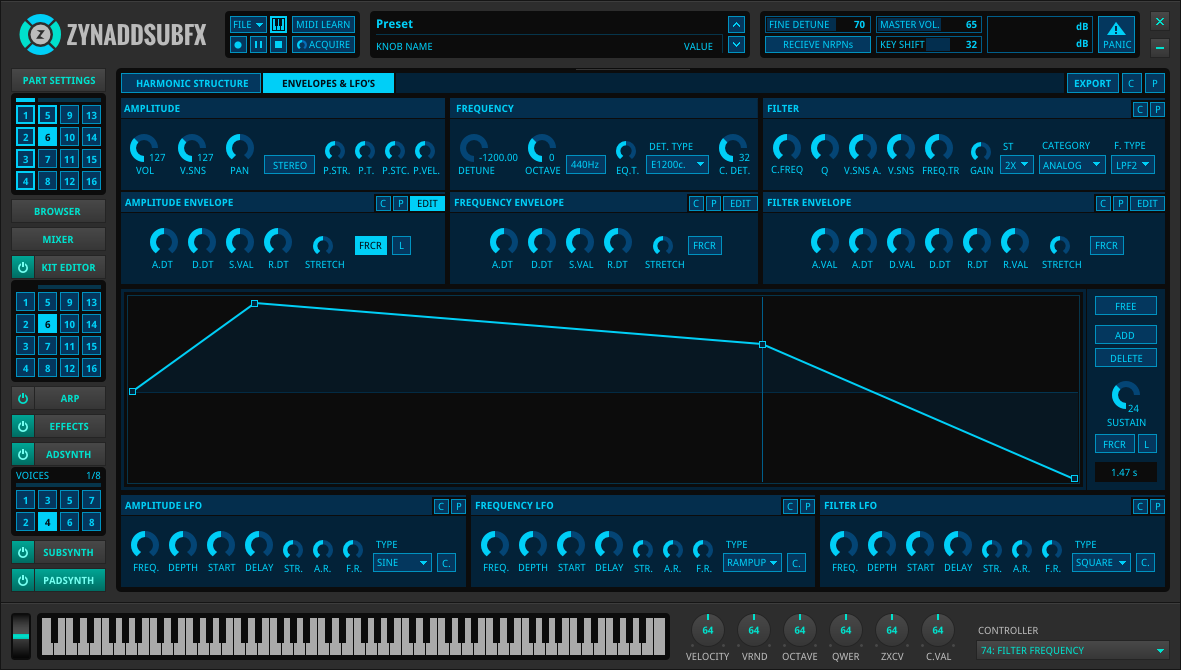 ZYNADDSUBFX
FILE MIDI LEARN
ACQUIRE
Preset
KNOB NAME VALUE
FINE DETUNE 70 MASTER VOL. 65
RECIEVE NRPNs KEY SHIFT 32
dB
dB
PANIC
PART SETTINGS
1 5 9 13
2 6 10 14
3 7 11 15
4 8 12 16
BROWSER
MIXER
KIT EDITOR
1 5 9 13
2 6 10 14
3 7 11 15
4 8 12 16
ARP
EFFECTS
ADSYNTH
VOICES 1/8
1 3 5 7
2 4 6 8
SUBSYNTH
PADSYNTH
HARMONIC STRUCTURE ENVELOPES & LFO'S EXPORT C P
AMPLITUDE
127 127
VOL V.SNS PAN STEREO P.STR. P.T. P.STC. P.VEL.
FREQUENCY
-1200.00 0 440Hz DET. TYPE E1200c. 32
DETUNE OCTAVE EQ.T. C. DET.
FILTER C P
C.FREQ Q V.SNS A. V.SNS FREQ.TR GAIN
ST CATEGORY F. TYPE
2X ANALOG LPF2
AMPLITUDE ENVELOPE C P EDIT
A.DT D.DT S.VAL R.DT STRETCH FRCR L
FREQUENCY ENVELOPE C P EDIT
A.DT D.DT S.VAL R.DT STRETCH FRCR
FILTER ENVELOPE C P EDIT
A.VAL A.DT D.VAL D.DT R.DT R.VAL STRETCH FRCR
FREE
ADD
DELETE
24
SUSTAIN
FRCR L
1.47 s
AMPLITUDE LFO C P
FREQ. DEPTH START DELAY STR. A.R. F.R.
TYPE
SINE C.
FREQUENCY LFO C P
FREQ. DEPTH START DELAY STR. A.R. F.R.
TYPE
RAMPUP C.
FILTER LFO C P
FREQ. DEPTH START DELAY STR. A.R. F.R.
TYPE
SQUARE C.
64 64 64 64 64 64
VELOCITY VRND OCTAVE QWER ZXCV C.VAL
CONTROLLER
74: FILTER FREQUENCY